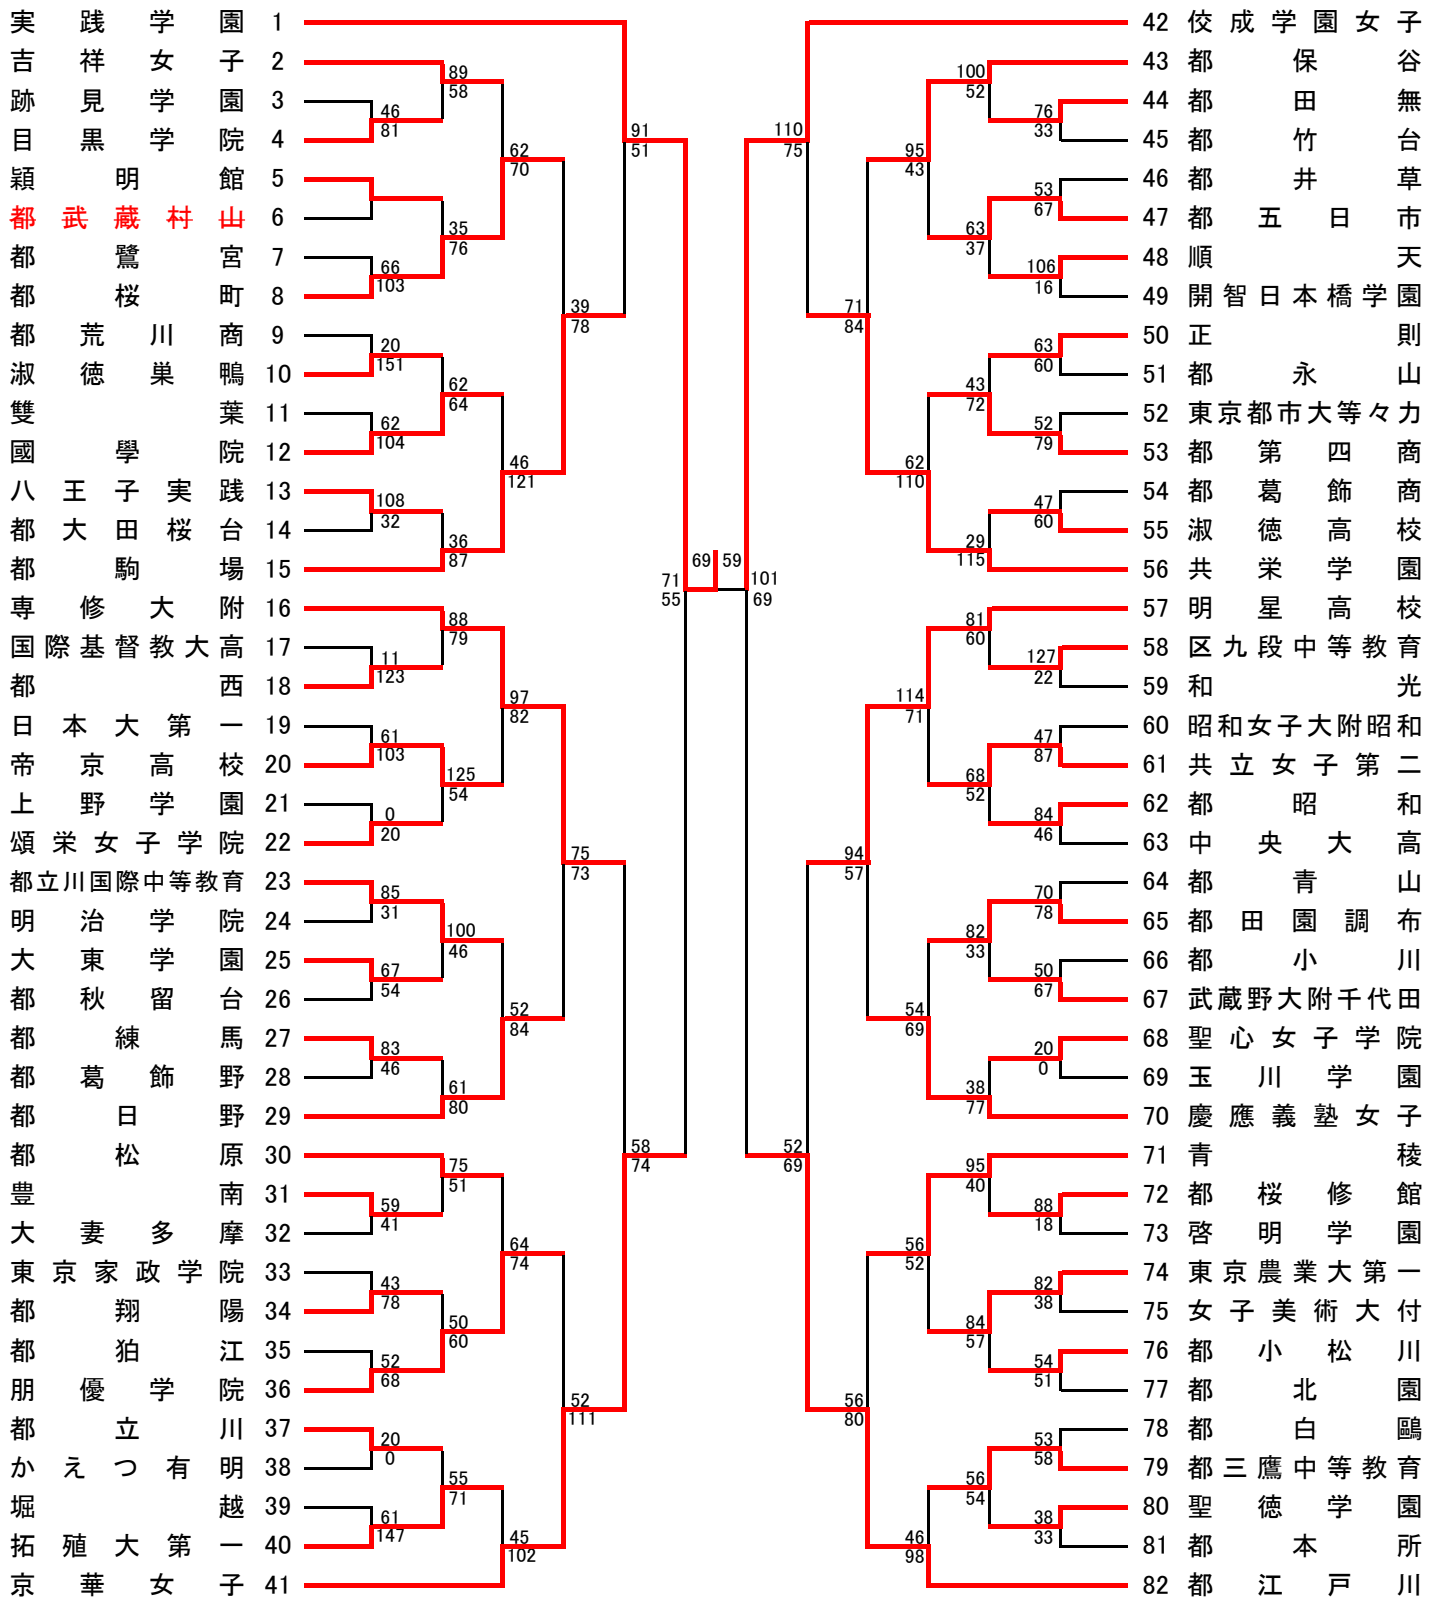 実践学園 1
吉祥女子 2
跡見学園 3
目黒学院 4
穎明館 5
都武蔵村山 6
都鷺宮 7
都桜町 8
都荒川商 9
淑徳巣鴨 10
雙葉 11
國學院 12
八王子実践 13
都大田桜台 14
都駒場 15
専修大附 16
国際基督教大高 17
都西 18
日本大第一 19
帝京高校 20
上野学園 21
頌栄女子学院 22
都立川国際中等教育 23
明治学院 24
大東学園 25
都秋留台 26
都練馬 27
都葛飾野 28
都日野 29
都松原 30
豊南 31
大妻多摩 32
東京家政学院 33
都翔陽 34
都狛江 35
朋優学院 36
都立川 37
かえつ有明 38
堀越 39
拓殖大第一 40
京華女子 41
46
81
66
103
20
151
62
104
108
32
11
123
61
103
0
20
85
31
67
54
83
46
59
41
43
78
52
68
20
0
61
147
89
58
35
76
62
64
36
87
88
79
125
54
100
46
61
80
75
51
50
60
55
71
62
70
46
121
97
82
52
84
64
74
45
102
39
78
75
73
52
111
91
51
58
74
71
55
69 59
101
69
110
75
52
69
71
84
94
57
56
80
95
43
62
110
114
71
54
69
56
52
46
98
100
52
63
37
43
72
29
115
81
60
68
52
82
33
38
77
95
40
84
57
56
54
76
33
53
67
106
16
63
60
52
79
47
60
127
22
47
87
84
46
70
78
50
67
20
0
88
18
82
38
54
51
53
58
38
33
42 佼成学園女子
43 都保谷
44 都田無
45 都竹台
46 都井草
47 都五日市
48 順天
49 開智日本橋学園
50 正則
51 都永山
52 東京都市大等々力
53 都第四商
54 都葛飾商
55 淑徳高校
56 共栄学園
57 明星高校
58 区九段中等教育
59 和光
60 昭和女子大附昭和
61 共立女子第二
62 都昭和
63 中央大高
64 都青山
65 都田園調布
66 都小川
67 武蔵野大附千代田
68 聖心女子学院
69 玉川学園
70 慶應義塾女子
71 青稜
72 都桜修館
73 啓明学園
74 東京農業大第一
75 女子美術大付
76 都小松川
77 都北園
78 都白鷗
79 都三鷹中等教育
80 聖徳学園
81 都本所
82 都江戸川